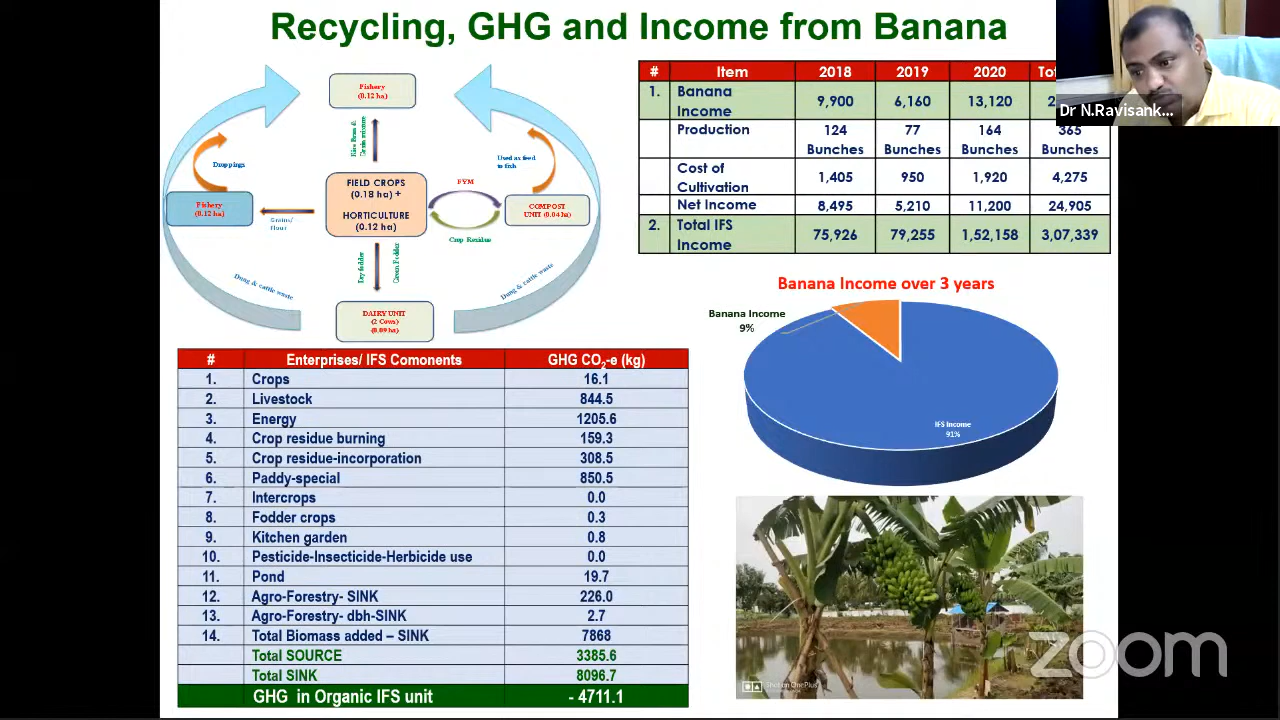 Recycling, GHG and Income from Banana
Fishery
(0.12 ha)
Droppings
Used as feed
to fish
FIELD CROPS
(0.18 ha) +
HORTICULTURE
(0.12 ha)
FYM
Fishery
(0.12 ha)
Grains/
Flour
COMPOST
UNIT (0.04 ha)
Crop Residue
Dry fodder
Green Fodder
Dung & cattle waste
Dung & cattle waste
DAIRY UNIT
(2 Cows)
# Item 2018 2019 2020
1. Banana Income 9,900 6,160 13,120
Production 124 Bunches 77 Bunches 164 Bunches 365 Bunches
Cost of Cultivation 1,405 950 1,920 4,275
Net Income 8,495 5,210 11,200 24,905
2. Total IFS Income 75,926 79,255 1,52,158 3,07,339
Dr N.Ravisank...
Banana Income over 3 years
Banana Income
9%
IFS Income
91%
# Enterprises/ IFS Comonents GHG CO2-e (kg)
1. Crops 16.1
2. Livestock 844.5
3. Energy 1205.6
4. Crop residue burning 159.3
5. Crop residue-incorporation 308.5
6. Paddy-special 850.5
7. Intercrops 0.0
8. Fodder crops 0.3
9. Kitchen garden 0.8
10. Pesticide-Insecticide-Herbicide use 0.0
11. Pond 19.7
12. Agro-Forestry- SINK 226.0
13. Agro-Forestry- dbh-SINK 2.7
14. Total Biomass added – SINK 7868
Total SOURCE 3385.6
Total SINK 8096.7
GHG in Organic IFS unit - 4711.1
Shot on OnePlus
zoom